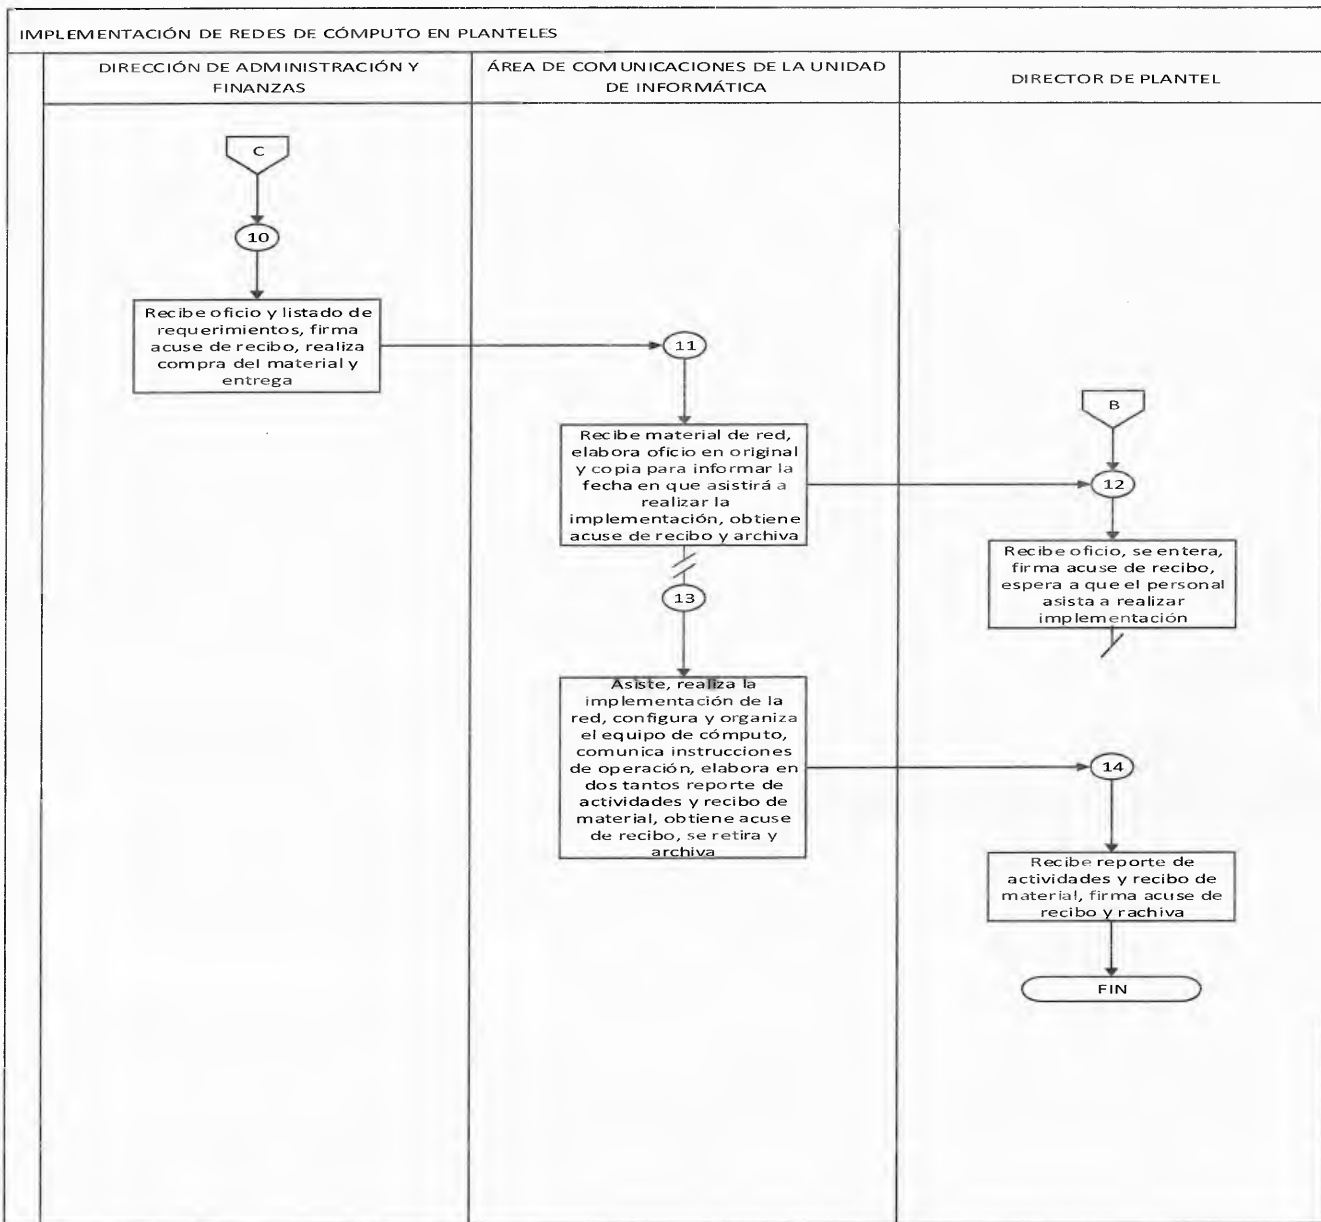 IMPLEMENTACIÓN DE REDES DE CÓMPUTO EN PLANTELES
DIRECCIÓN DE ADMINISTRACIÓN Y
FINANZAS
ÁREA DE COMUNICACIONES DE LA UNIDAD
DE INFORMÁTICA
DIRECTOR DE PLANTEL
C
10
Recibe oficio y listado de
requerimientos, firma
acuse de recibo, realiza
compra del material y
entrega
11
Recibe material de red,
elabora oficio en original
y copia para informar la
fecha en que asistirá a
realizar la
implementación, obtiene
acuse de recibo y archiva
B
12
Recibe oficio, se entera,
firma acuse de recibo,
espera a que el personal
asista a realizar
implementación
13
Asiste, realiza la
implementación de la
red, configura y organiza
el equipo de cómputo,
comunica instrucciones
de operación, elabora en
dos tantos reporte de
actividades y recibo de
material, obtiene acuse
de recibo, se retira y
archiva
14
Recibe reporte de
actividades y recibo de
material, firma acuse de
recibo y rachiva
FIN